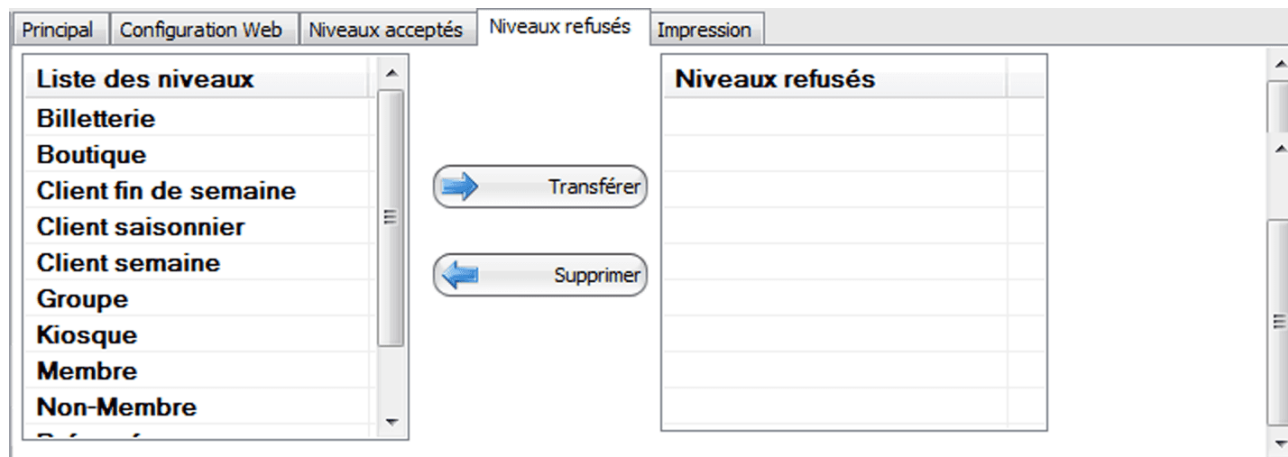 Principal Configuration Web Niveaux acceptés Niveaux refusés Impression
Liste des niveaux
Billetterie
Boutique
Client fin de semaine
Client saisonnier
Client semaine
Groupe
Kiosque
Membre
Non-Membre
Transférer
Supprimer
Niveaux refusés